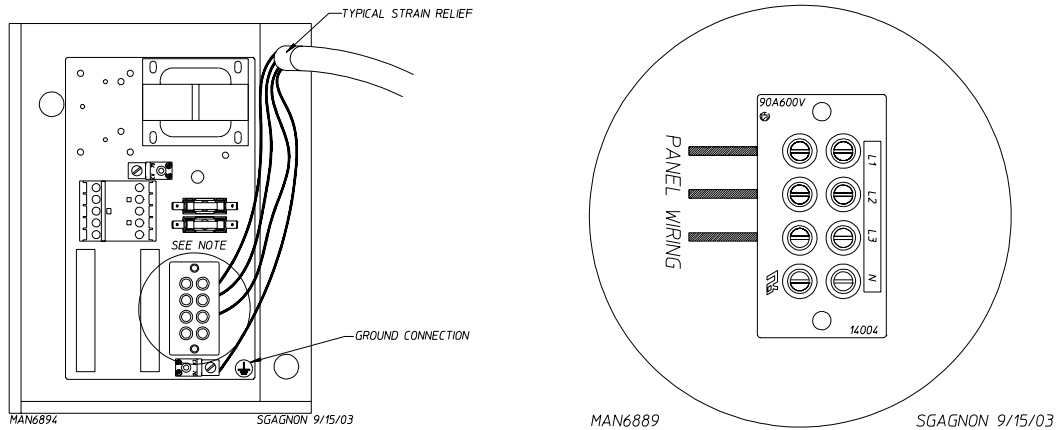 TYPICAL STRAIN RELIEF
SEE NOTE
GROUND CONNECTION
MAN6894
SGAGNON 9/15/03
90A600V
PANEL WIRING
L1
L2
L3
N
14004
MAN6889
SGAGNON 9/15/03